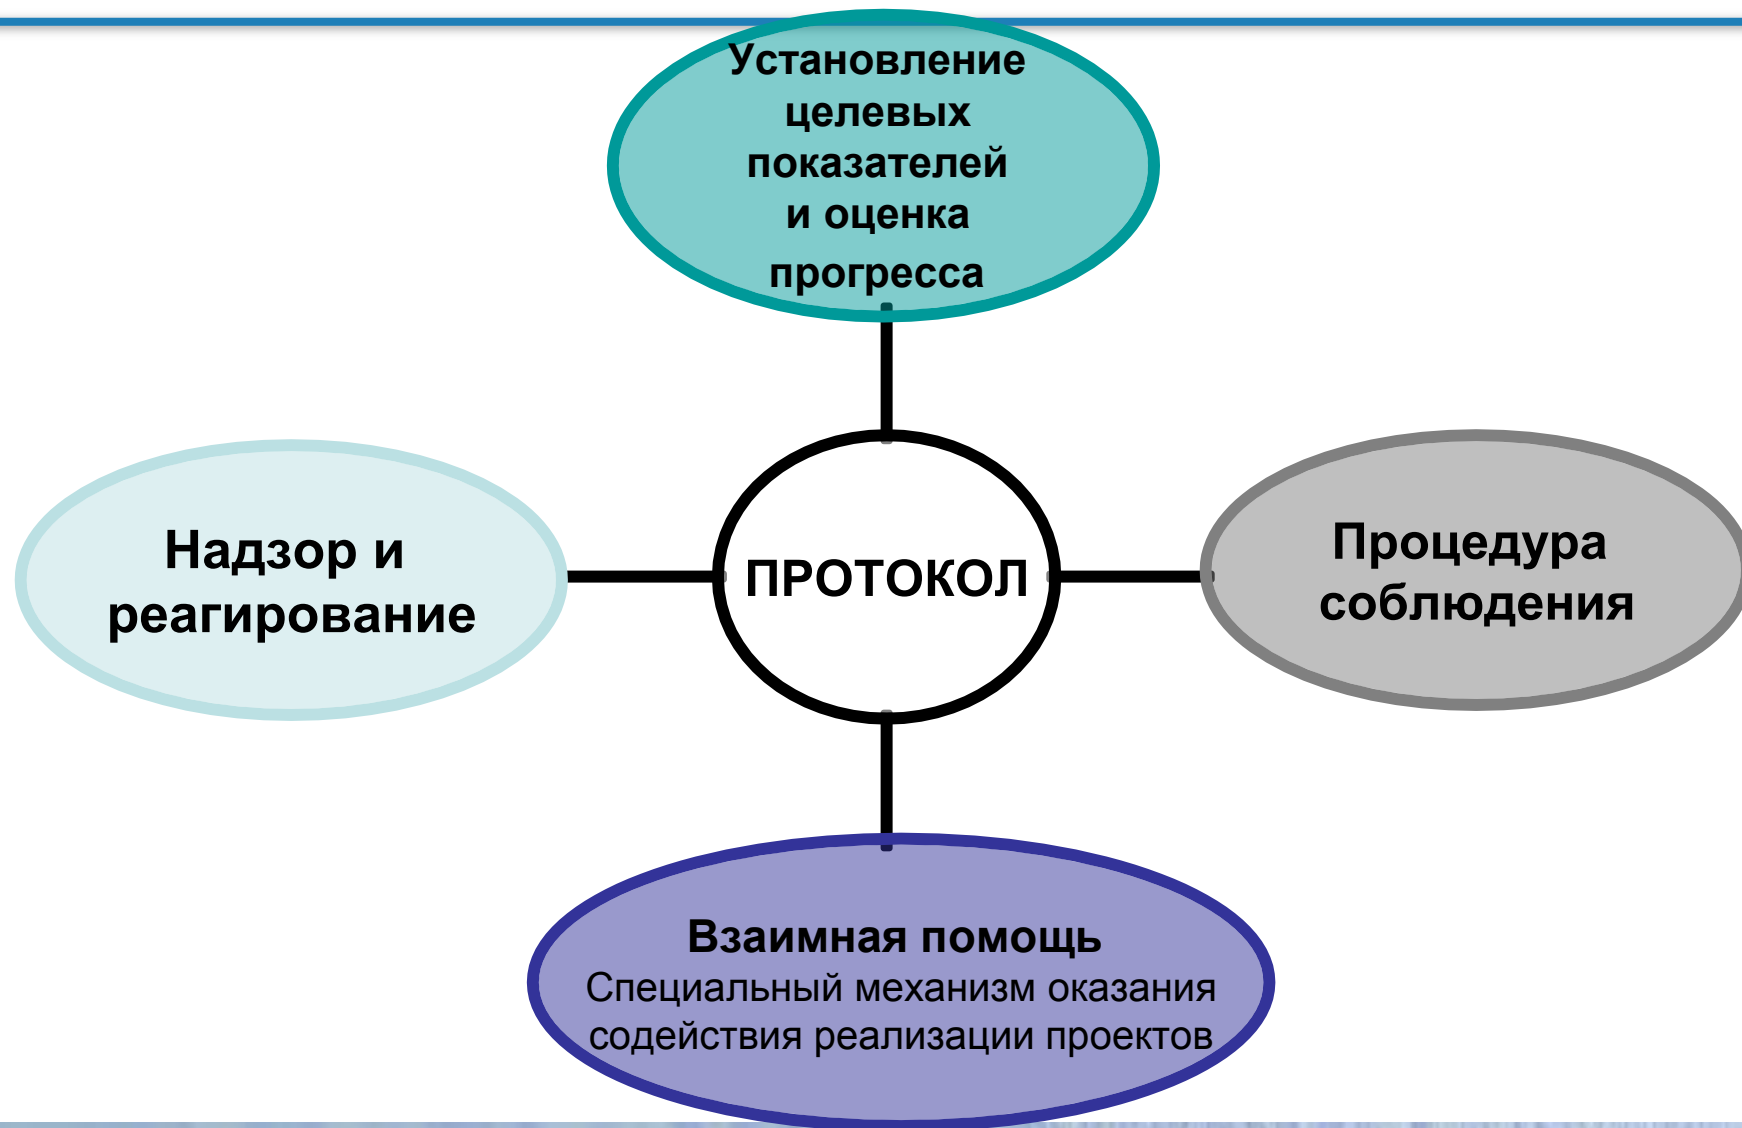 Установление
целевых
показателей
и оценка
прогресса
Надзор и
реагирование
ПРОТОКОЛ
Процедура
соблюдения
Взаимная помощь
Специальный механизм оказания
содействия реализации проектов